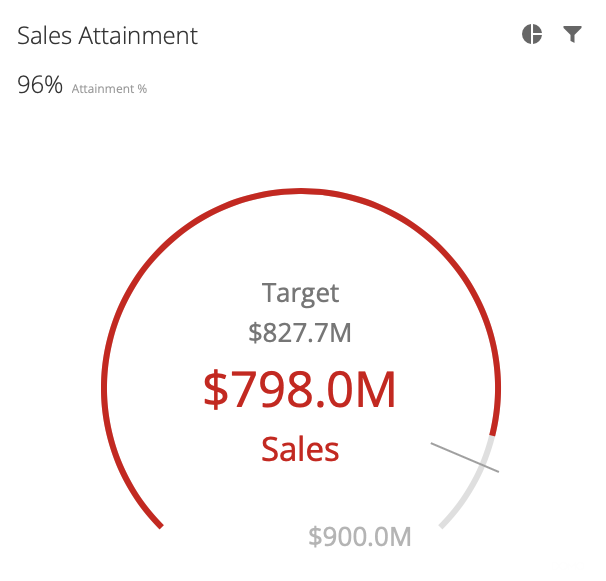 Sales Attainment
96% Attainment %
Target
$827.7M
$798.0M
Sales
$900.0M